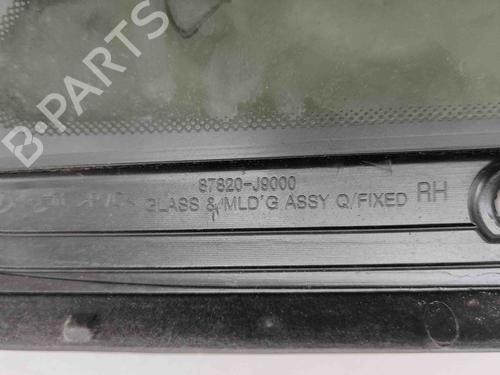 B-PARTS
87820-J9000
GLASS & MLD'G ASSY Q/FIXED RH